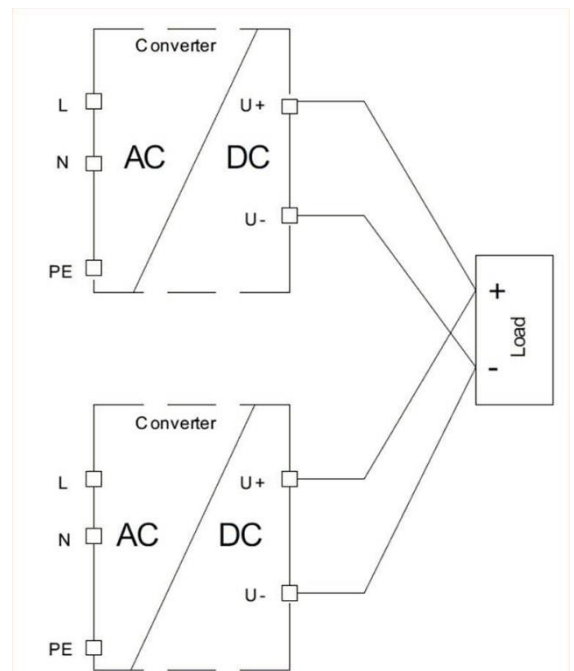 Converter
L
U+
AC
DC
N
U-
PE
+
Load
-
Converter
L
U+
N
AC
DC
U-
PE